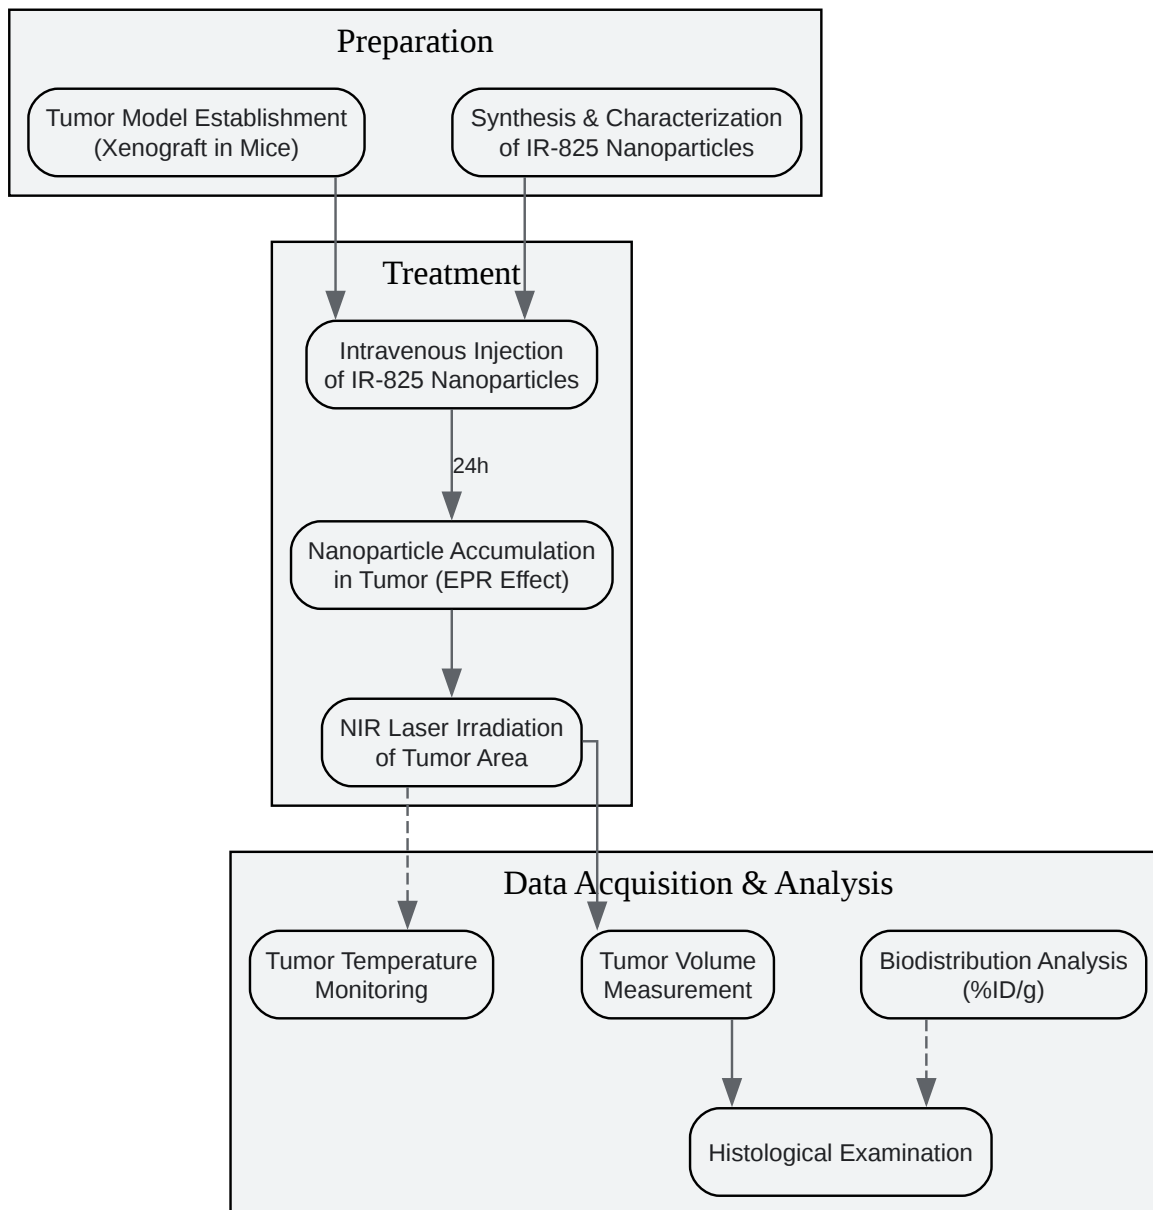 Preparation
Tumor Model Establishment
(Xenograft in Mice)
Synthesis & Characterization
of IR-825 Nanoparticles
Treatment
Intravenous Injection
of IR-825 Nanoparticles
24h
Nanoparticle Accumulation
in Tumor (EPR Effect)
NIR Laser Irradiation
of Tumor Area
Data Acquisition & Analysis
Tumor Temperature
Monitoring
Tumor Volume
Measurement
Biodistribution Analysis
(%ID/g)
Histological Examination